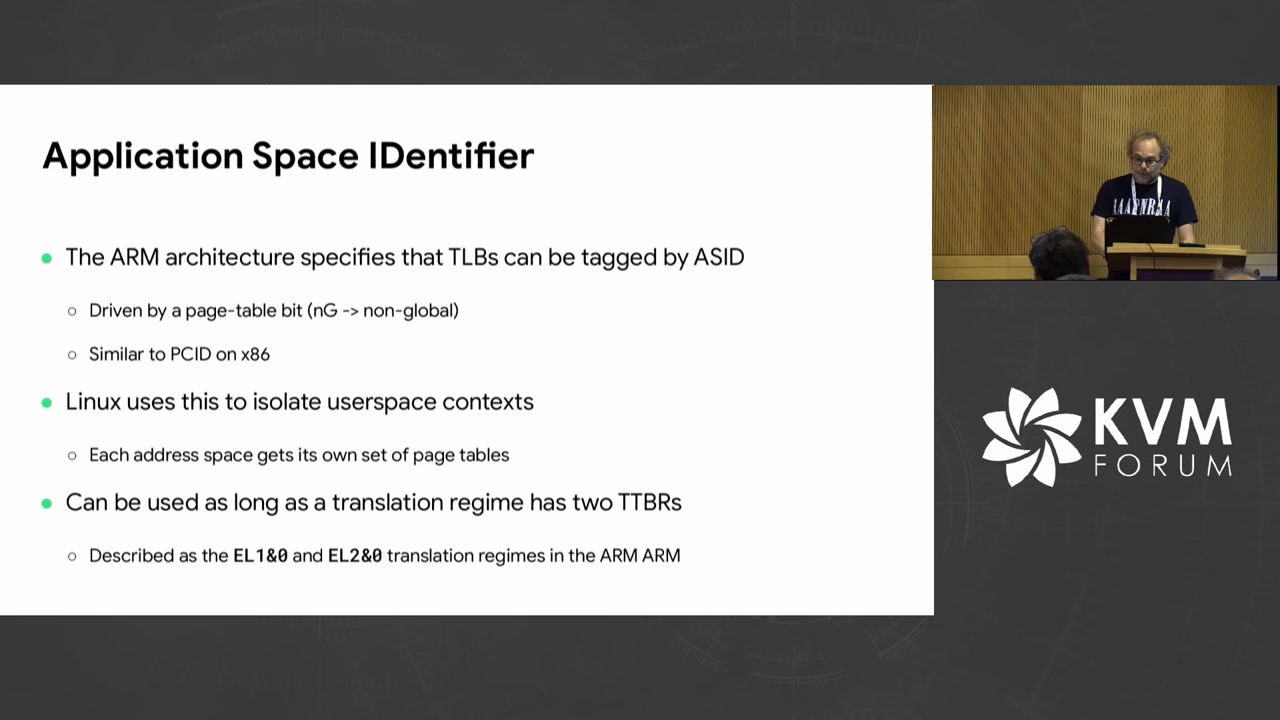 Application Space IDentifier
The ARM architecture specifies that TLBs can be tagged by ASID
Driven by a page-table bit (nG -> non-global)
Similar to PCID on x86
Linux uses this to isolate userspace contexts
Each address space gets its own set of page tables
Can be used as long as a translation regime has two TTBRs
Described as the EL1&0 and EL2&0 translation regimes in the ARM ARM
KVM
FORUM